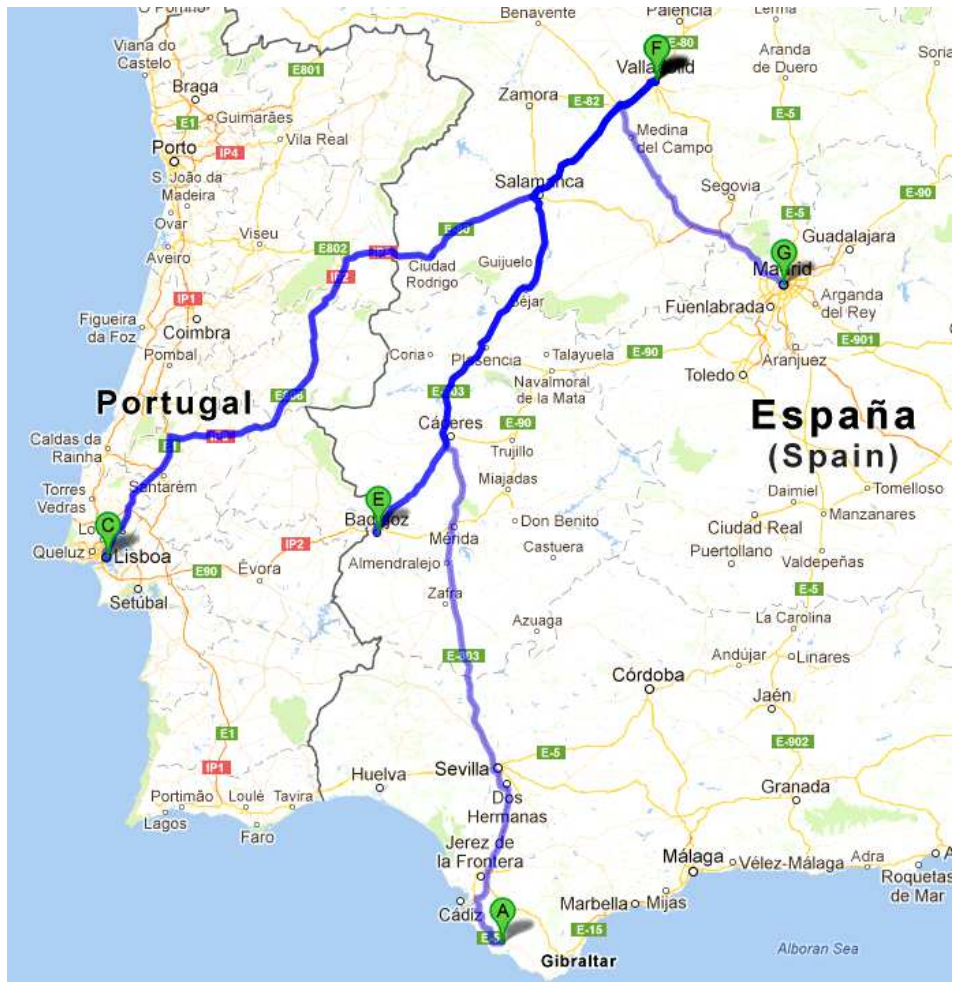 Benavente
Palencia
Lerma
Viana do
Castelo
E801
E-80
F
Valladolid
Aranda
de Duero
Soria
Braga
Zamora
E-82
E1
Guimarães
E-5
Porto
IP4
Vila Real
Medina
del Campo
S. João da
Madeira
Salamanca
Segovia
E-90
Ovar
Viseu
E802
E-5
Aveiro
IP2
Ciudad
Rodrigo
Guijuelo
G
Guadalajara
Madrid
IP1
Béjar
Fuenlabrada
Arganda
del Rey
Figueira
da Foz
Coimbra
E-901
Pombal
Coria
Plasencia
Talayuela
E-90
Aranjuez
Navalmoral
de la Mata
Toledo
Portugal
E-803
España
(Spain)
Cáceres
E-90
Caldas da
Rainha
E1
Trujillo
Santarém
Miajadas
Torres
Vedras
E
Badajoz
Daimiel
Tomelloso
C
Lisboa
Queluz
IP2
Mérida
Don Benito
Ciudad Real
Manzanares
Castuera
Puertollano
Valdepeñas
E90
Évora
Almendralejo
Setúbal
Zafra
E-5
Azuaga
La Carolina
E-803
Andújar
Linares
Córdoba
Jaén
E1
E-902
IP1
Sevilla
E-5
Huelva
Dos
Hermanas
Granada
Portimão
Loulé
Tavira
Lagos
Faro
Jerez de
la Frontera
Málaga
Vélez-Málaga
Adra
Roquetas
de Mar
Cádiz
A
Marbella
Mijas
E-5
E-15
Gibraltar
Alboran Sea